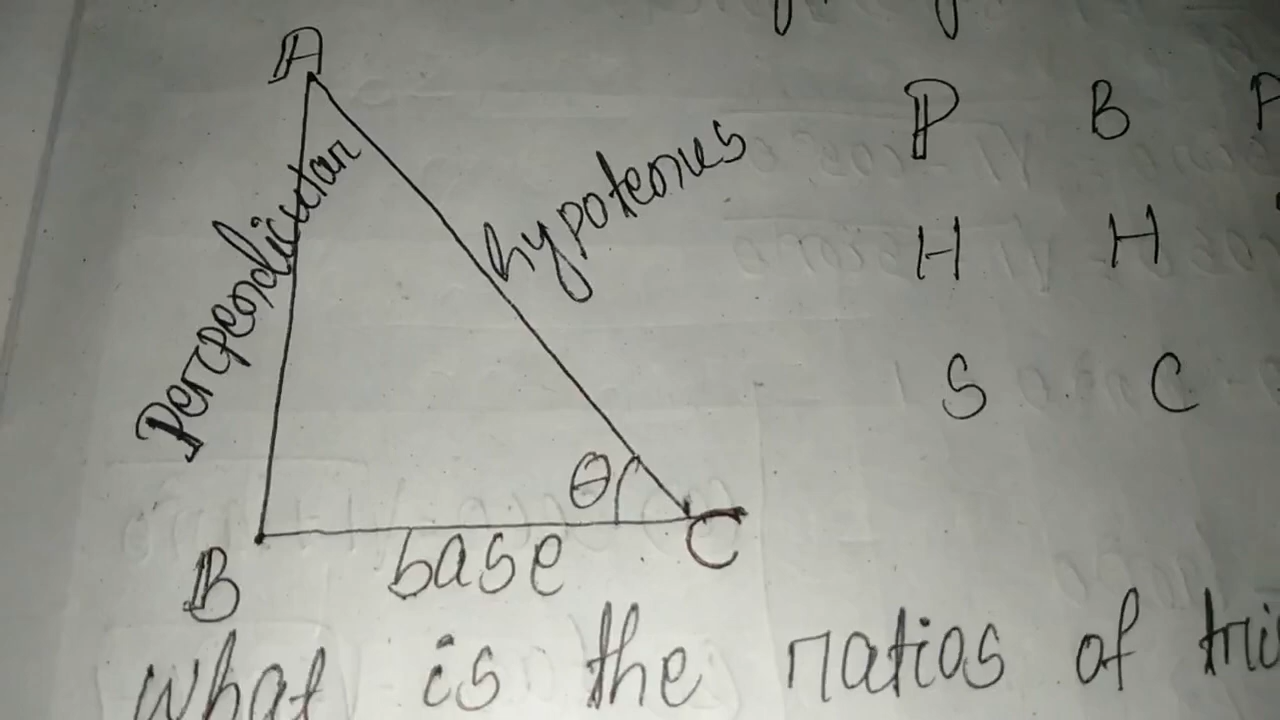 A
P B
Perpendicular
hypotenus
H H
S C
θ
B base C
What is the ratios of